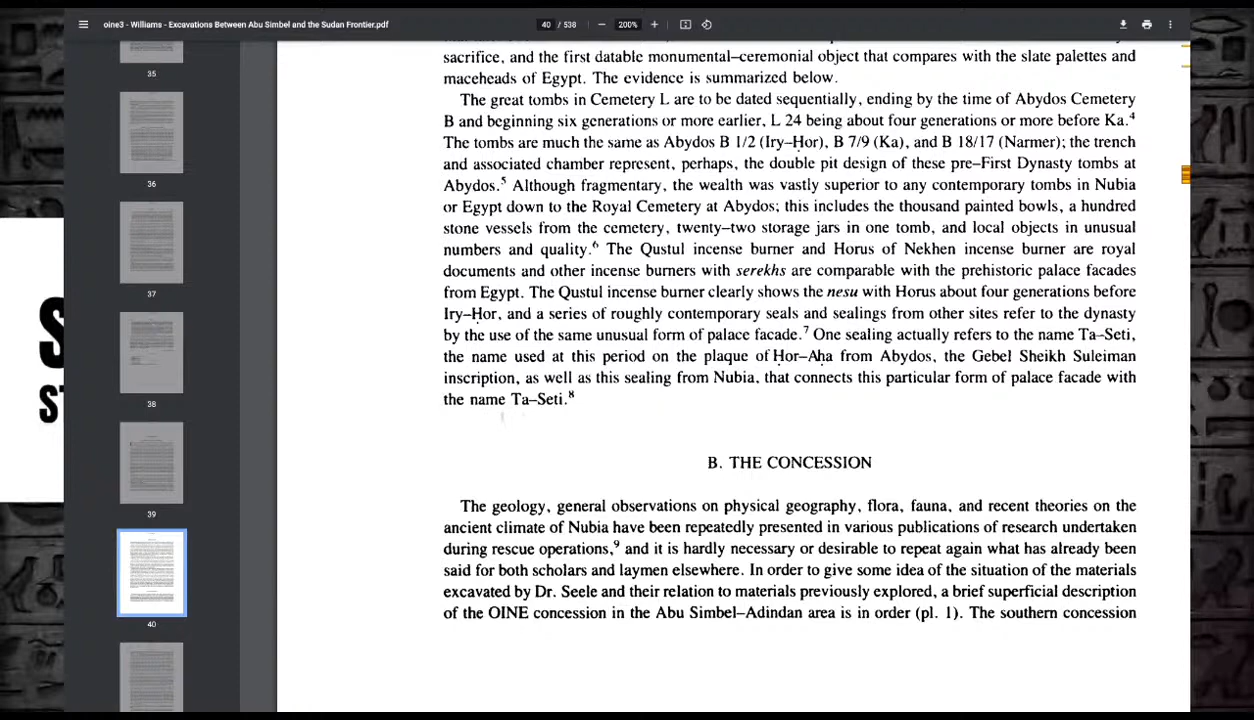 oine3 - Williams - Excavations Between Abu Simbel and the Sudan Frontier.pdf
40 / 538
200%
35
36
37
38
39
40
S
ST
sacrifice, and the first datable monumental–ceremonial object that compares with the slate palettes and
maceheads of Egypt. The evidence is summarized below.
The great tombs in Cemetery L are to be dated sequentially, ending by the time of Abydos Cemetery
B and beginning six generations or more earlier, L 24 being about four generations or more before Ka.⁴
The tombs are much the same as Abydos B 1/2 (Iry–Ḥor), B 7/9 (Ka), and B 18/17 (Narmer); the trench
and associated chamber represent, perhaps, the double pit design of these pre–First Dynasty tombs at
Abydos.⁵ Although fragmentary, the wealth was vastly superior to any contemporary tombs in Nubia
or Egypt down to the Royal Cemetery at Abydos; this includes the thousand painted bowls, a hundred
stone vessels from the cemetery, twenty–two storage jars in one tomb, and local objects in unusual
numbers and quality.⁶ The Qustul incense burner and Horus of Nekhen incense burner are royal
documents and other incense burners with serekhs are comparable with the prehistoric palace facades
from Egypt. The Qustul incense burner clearly shows the nesu with Horus about four generations before
Iry–Ḥor, and a series of roughly contemporary seals and sealings from other sites refer to the dynasty
by the use of the same unusual form of palace facade.⁷ One sealing actually refers to the name Ta–Seti,
the name used at this period on the plaque of Ḥor–Aḥa from Abydos, the Gebel Sheikh Suleiman
inscription, as well as this sealing from Nubia, that connects this particular form of palace facade with
the name Ta–Seti.⁸
B. THE CONCESSION
The geology, general observations on physical geography, flora, fauna, and recent theories on the
ancient climate of Nubia have been repeatedly presented in various publications of research undertaken
during rescue operations,⁹ and it is hardly necessary or desirable to repeat again what has already been
said for both scholars and laymen elsewhere. In order to give some idea of the situation of the materials
excavated by Dr. Seele and their relation to materials previously explored, a brief superficial description
of the OINE concession in the Abu Simbel–Adindan area is in order (pl. 1). The southern concession